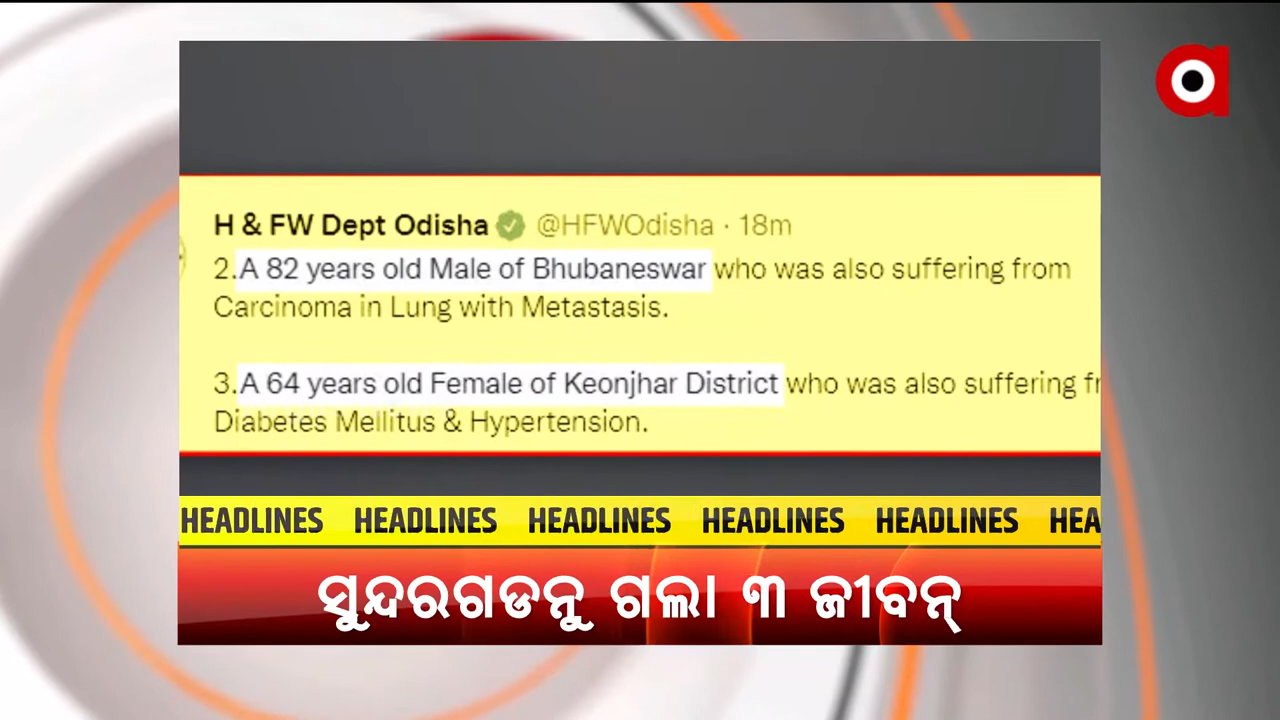 H & FW Dept Odisha @HFWOdisha · 18m
2.A 82 years old Male of Bhubaneswar who was also suffering from
Carcinoma in Lung with Metastasis.
3.A 64 years old Female of Keonjhar District who was also suffering fr
Diabetes Mellitus & Hypertension.
HEADLINES HEADLINES HEADLINES HEADLINES HEADLINES HEA
ସୁନ୍ଦରଗଡନୁ ଗଲା ୩ ଜୀବନ୍